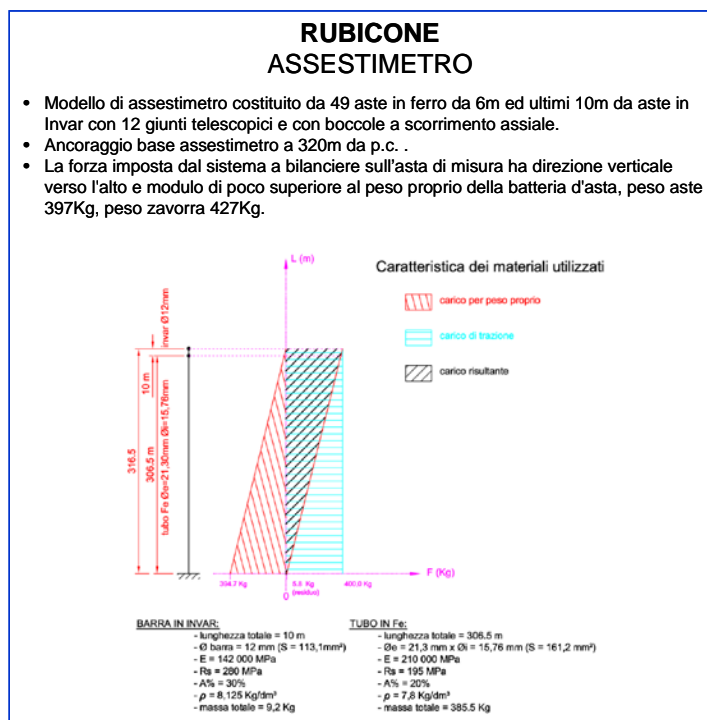 RUBICONE
ASSESTIMETRO
• Modello di assestimetro costituito da 49 aste in ferro da 6m ed ultimi 10m da aste in
Invar con 12 giunti telescopici e con boccole a scorrimento assiale.
• Ancoraggio base assestimetro a 320m da p.c. .
• La forza imposta dal sistema a bilanciere sull'asta di misura ha direzione verticale
verso l'alto e modulo di poco superiore al peso proprio della batteria d'asta, peso aste
397Kg, peso zavorra 427Kg.
L (m)
Caratteristica dei materiali utilizzati
carico per peso proprio
carico di trazione
carico risultante
invar Ø12mm
10 m
316.5
306.5 m
tubo Fe Øe=21,30mm Øi=15,76mm
F (Kg)
394.7 Kg
5.8 Kg
(residuo)
400.8 Kg
0
BARRA IN INVAR:
- lunghezza totale = 10 m
- Ø barra = 12 mm (S = 113,1mm²)
- E = 142 000 MPa
- Rs = 280 MPa
- A% = 30%
- ρ = 8,125 Kg/dm³
- massa totale = 9,2 Kg
TUBO IN Fe:
- lunghezza totale = 306.5 m
- Øe = 21,3 mm x Øi = 15,76 mm (S = 161,2 mm²)
- E = 210 000 MPa
- Rs = 195 MPa
- A% = 20%
- ρ = 7,8 Kg/dm³
- massa totale = 385.5 Kg